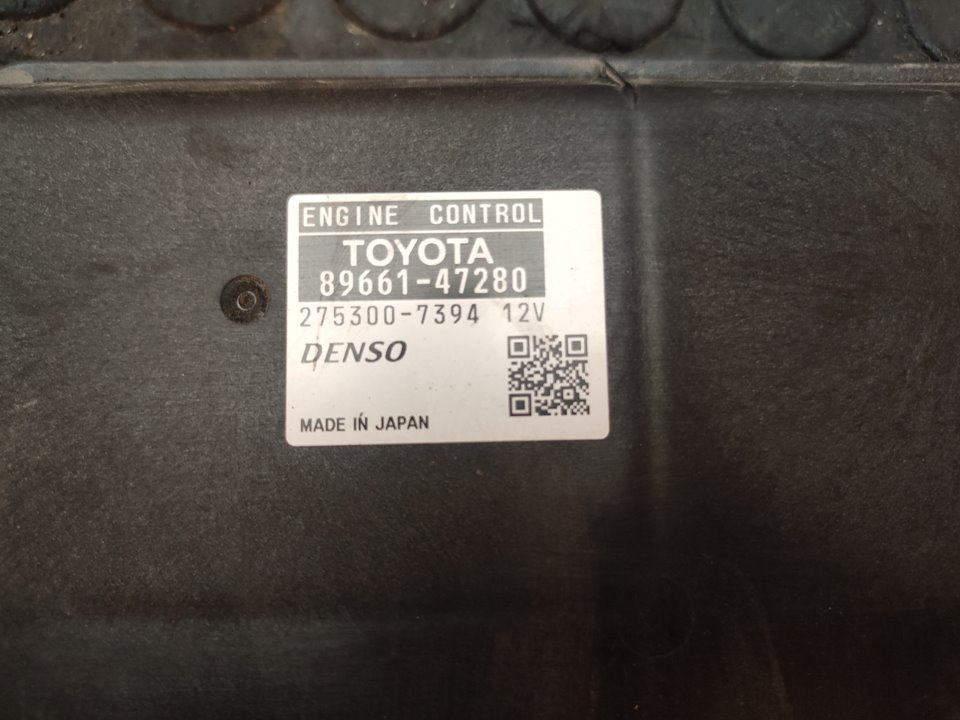 ENGINE CONTROL
TOYOTA
89661-47280
275300-7394 12V
DENSO
MADE IN JAPAN